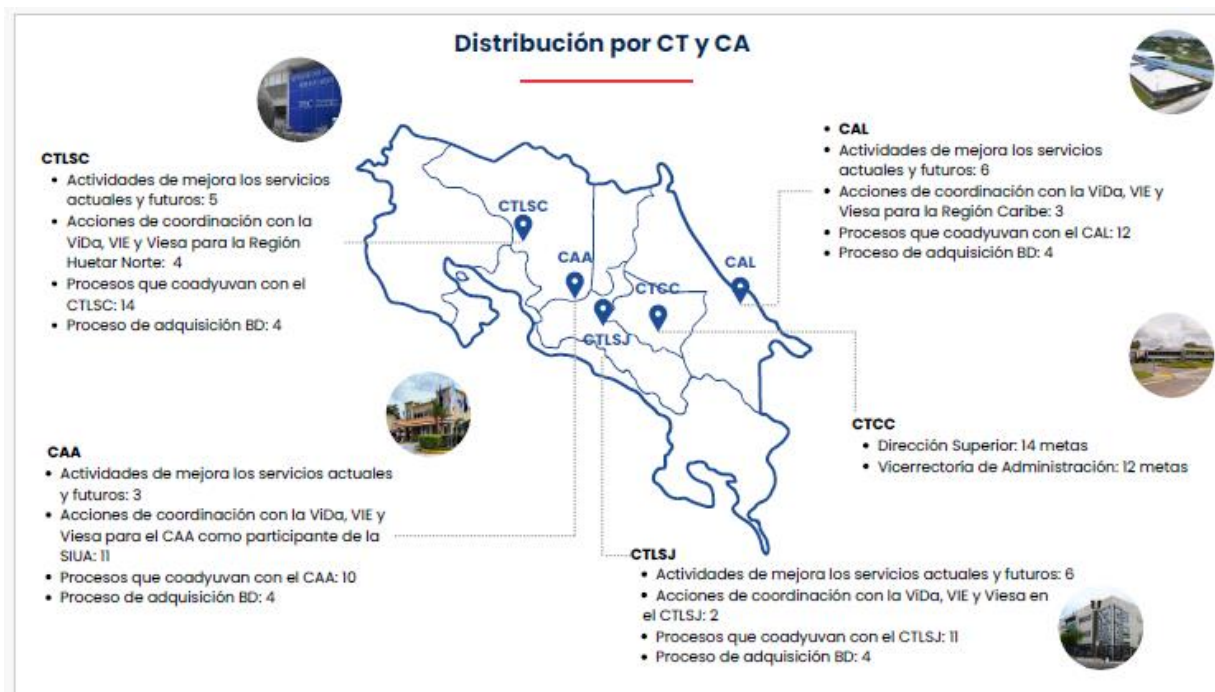 Distribución por CT y CA
CTLSC
• Actividades de mejora los servicios
actuales y futuros: 5
• Acciones de coordinación con la
ViDa, VIE y Viesa para la Región
Huetar Norte: 4
• Procesos que coadyuvan con el
CTLSC: 14
• Proceso de adquisición BD: 4
• CAL
• Actividades de mejora los servicios
actuales y futuros: 6
• Acciones de coordinación con la ViDa, VIE y
Viesa para la Región Caribe: 3
• Procesos que coadyuvan con el CAL: 12
• Proceso de adquisición BD: 4
CTLSC
CAA
CAL
CTCC
CTLSJ
CTCC
• Dirección Superior: 14 metas
• Vicerrectoría de Administración: 12 metas
CAA
• Actividades de mejora los servicios actuales
y futuros: 3
• Acciones de coordinación con la ViDa, VIE y
Viesa para el CAA como participante de la
SIUA: 11
• Procesos que coadyuvan con el CAA: 10
• Proceso de adquisición BD: 4
CTLSJ
• Actividades de mejora los servicios actuales y futuros: 6
• Acciones de coordinación con la ViDa, VIE y Viesa en
el CTLSJ: 2
• Procesos que coadyuvan con el CTLSJ: 11
• Proceso de adquisición BD: 4